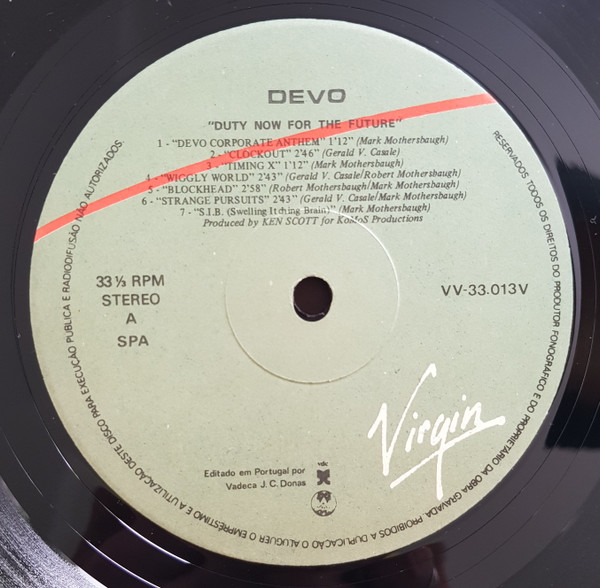 DEVO
"DUTY NOW FOR THE FUTURE"
1 - "DEVO CORPORATE ANTHEM" 1'12" (Mark Mothersbaugh)
2 - "CLOCKOUT" 2'46" (Gerald V. Casale)
3 - "TIMING X" 1'12" (Mark Mothersbaugh)
4 - "WIGGLY WORLD" 2'43" (Gerald V. Casale/Robert Mothersbaugh)
5 - "BLOCKHEAD" 2'58" (Robert Mothersbaugh/Mark Mothersbaugh)
6 - "STRANGE PURSUITS" 2'43" (Gerald V. Casale/Mark Mothersbaugh)
7 - "S.I.B. (Swelling Itching Brain)" (Mark Mothersbaugh)
Produced by KEN SCOTT for KoMoS Productions
33 ⅓ RPM
STEREO
A
SPA
VV-33.013V
Virgin
Editado em Portugal por
Vadeca J. C. Donas
RESERVADOS TODOS OS DIREITOS DO PRODUTOR FONOGRÁFICO E DO PROPRIETÁRIO DA OBRA GRAVADA. PROIBIDOS A DUPLICAÇÃO O ALUGUER O EMPRÉSTIMO E A UTILIZAÇÃO DESTE DISCO PARA EXECUÇÃO PÚBLICA E RADIODIFUSÃO NÃO AUTORIZADOS.